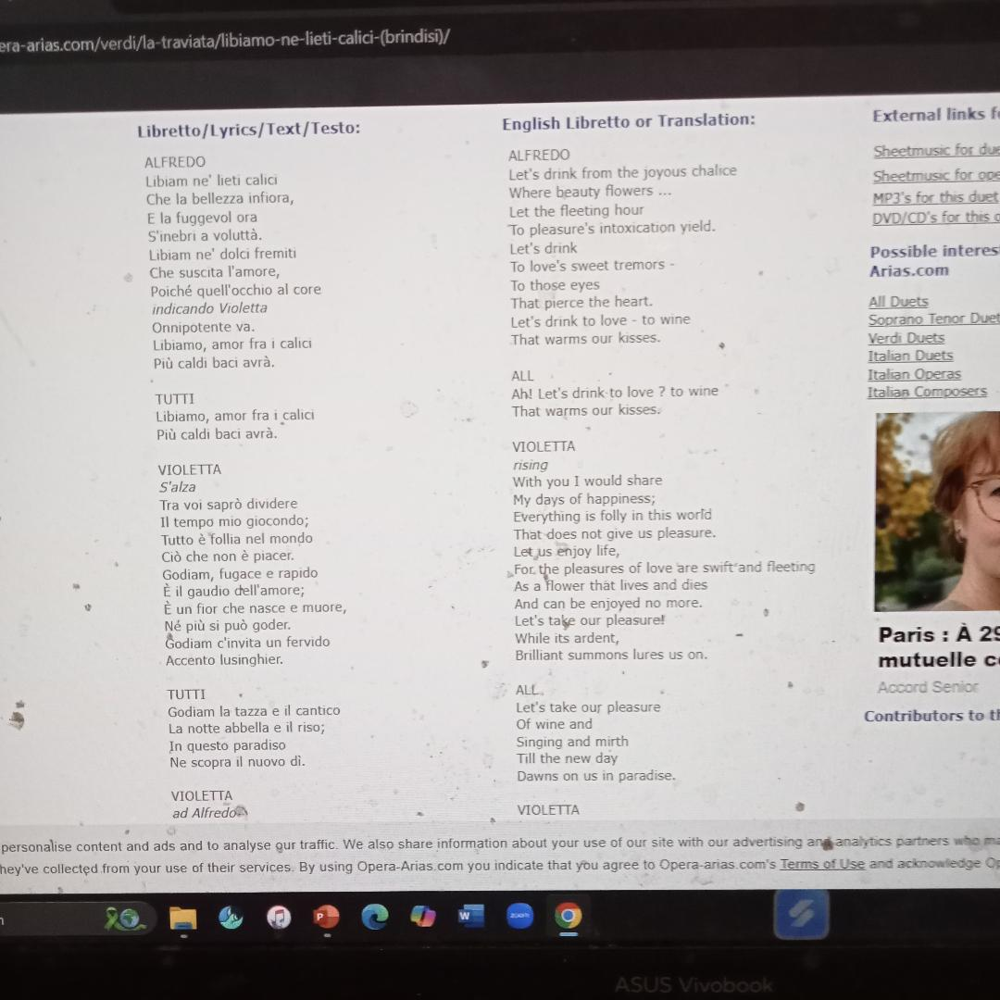 era-arias.com/verdi/la-traviata/libiamo-ne-lieti-calici-(brindisi)/
Libretto/Lyrics/Text/Testo:
ALFREDO
Libiam ne' lieti calici
Che la bellezza infiora,
E la fuggevol ora
S'inebri a voluttà.
Libiam ne' dolci fremiti
Che suscita l'amore,
Poiché quell'occhio al core
indicando Violetta
Onnipotente va.
Libiamo, amor fra i calici
Più caldi baci avrà.
TUTTI
Libiamo, amor fra i calici
Più caldi baci avrà.
VIOLETTA
S'alza
Tra voi saprò dividere
Il tempo mio giocondo;
Tutto è follia nel mondo
Ciò che non è piacer.
Godiam, fugace e rapido
È il gaudio dell'amore;
È un fior che nasce e muore,
Né più si può goder.
Godiam c'invita un fervido
Accento lusinghier.
TUTTI
Godiam la tazza e il cantico
La notte abbella e il riso;
In questo paradiso
Ne scopra il nuovo dì.
VIOLETTA
ad Alfredo
English Libretto or Translation:
ALFREDO
Let's drink from the joyous chalice
Where beauty flowers ...
Let the fleeting hour
To pleasure's intoxication yield.
Let's drink
To love's sweet tremors -
To those eyes
That pierce the heart.
Let's drink to love - to wine
That warms our kisses.
ALL
Ah! Let's drink to love ? to wine
That warms our kisses.
VIOLETTA
rising
With you I would share
My days of happiness;
Everything is folly in this world
That does not give us pleasure.
Let us enjoy life,
For the pleasures of love are swift and fleeting
As a flower that lives and dies
And can be enjoyed no more.
Let's take our pleasure!
While its ardent,
Brilliant summons lures us on.
ALL
Let's take our pleasure
Of wine and
Singing and mirth
Till the new day
Dawns on us in paradise.
VIOLETTA
External links f
Sheetmusic for due
Sheetmusic for ope
MP3's for this duet
DVD/CD's for this
Possible interes
Arias.com
All Duets
Soprano Tenor Duet
Verdi Duets
Italian Duets
Italian Operas
Italian Composers
Paris : À 29
mutuelle c
Accord Senior
Contributors to th
personalise content and ads and to analyse our traffic. We also share information about your use of our site with our advertising and analytics partners who ma
hey've collected from your use of their services. By using Opera-Arias.com you indicate that you agree to Opera-arias.com's Terms of Use and acknowledge Op
zoom
ASUS Vivobook